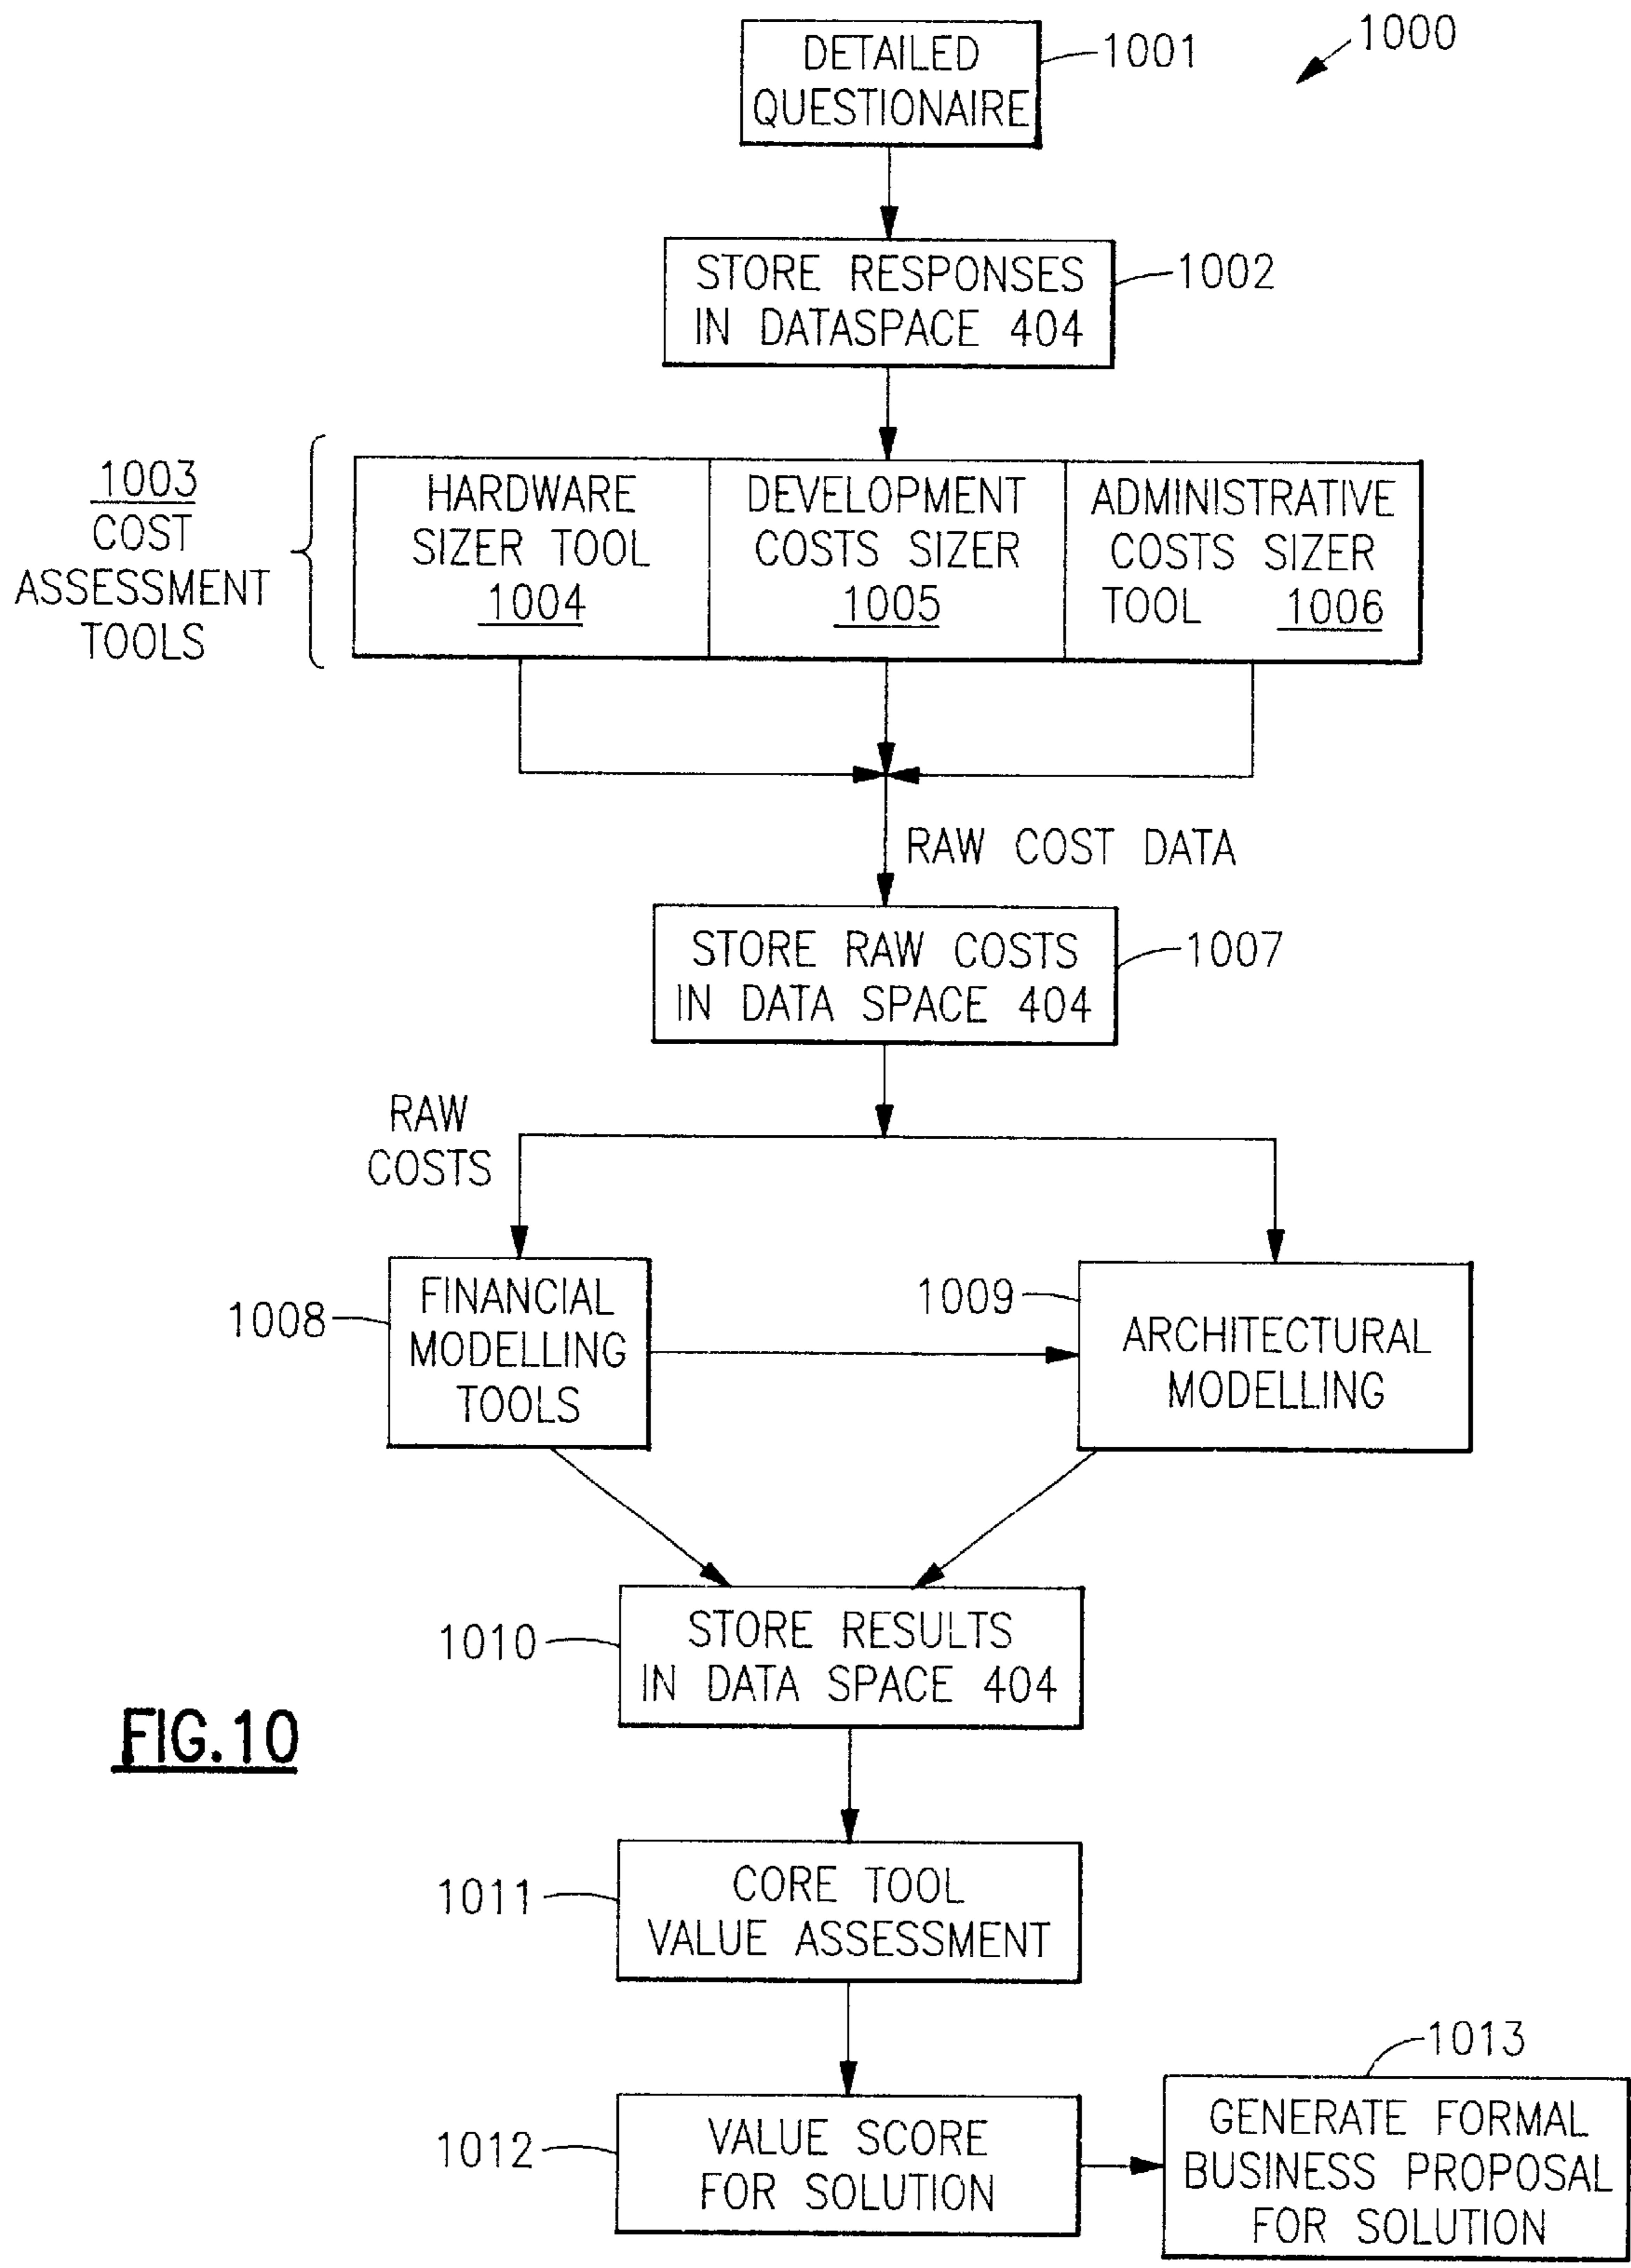 1000
DETAILED
QUESTIONAIRE
1001
STORE RESPONSES
IN DATASPACE 404
1002
1003
COST
ASSESSMENT
TOOLS
HARDWARE
SIZER TOOL
1004
DEVELOPMENT
COSTS SIZER
1005
ADMINISTRATIVE
COSTS SIZER
TOOL 1006
RAW COST DATA
STORE RAW COSTS
IN DATA SPACE 404
1007
RAW
COSTS
1008
FINANCIAL
MODELLING
TOOLS
1009
ARCHITECTURAL
MODELLING
1010
STORE RESULTS
IN DATA SPACE 404
FIG.10
1011
CORE TOOL
VALUE ASSESSMENT
1012
VALUE SCORE
FOR SOLUTION
1013
GENERATE FORMAL
BUSINESS PROPOSAL
FOR SOLUTION